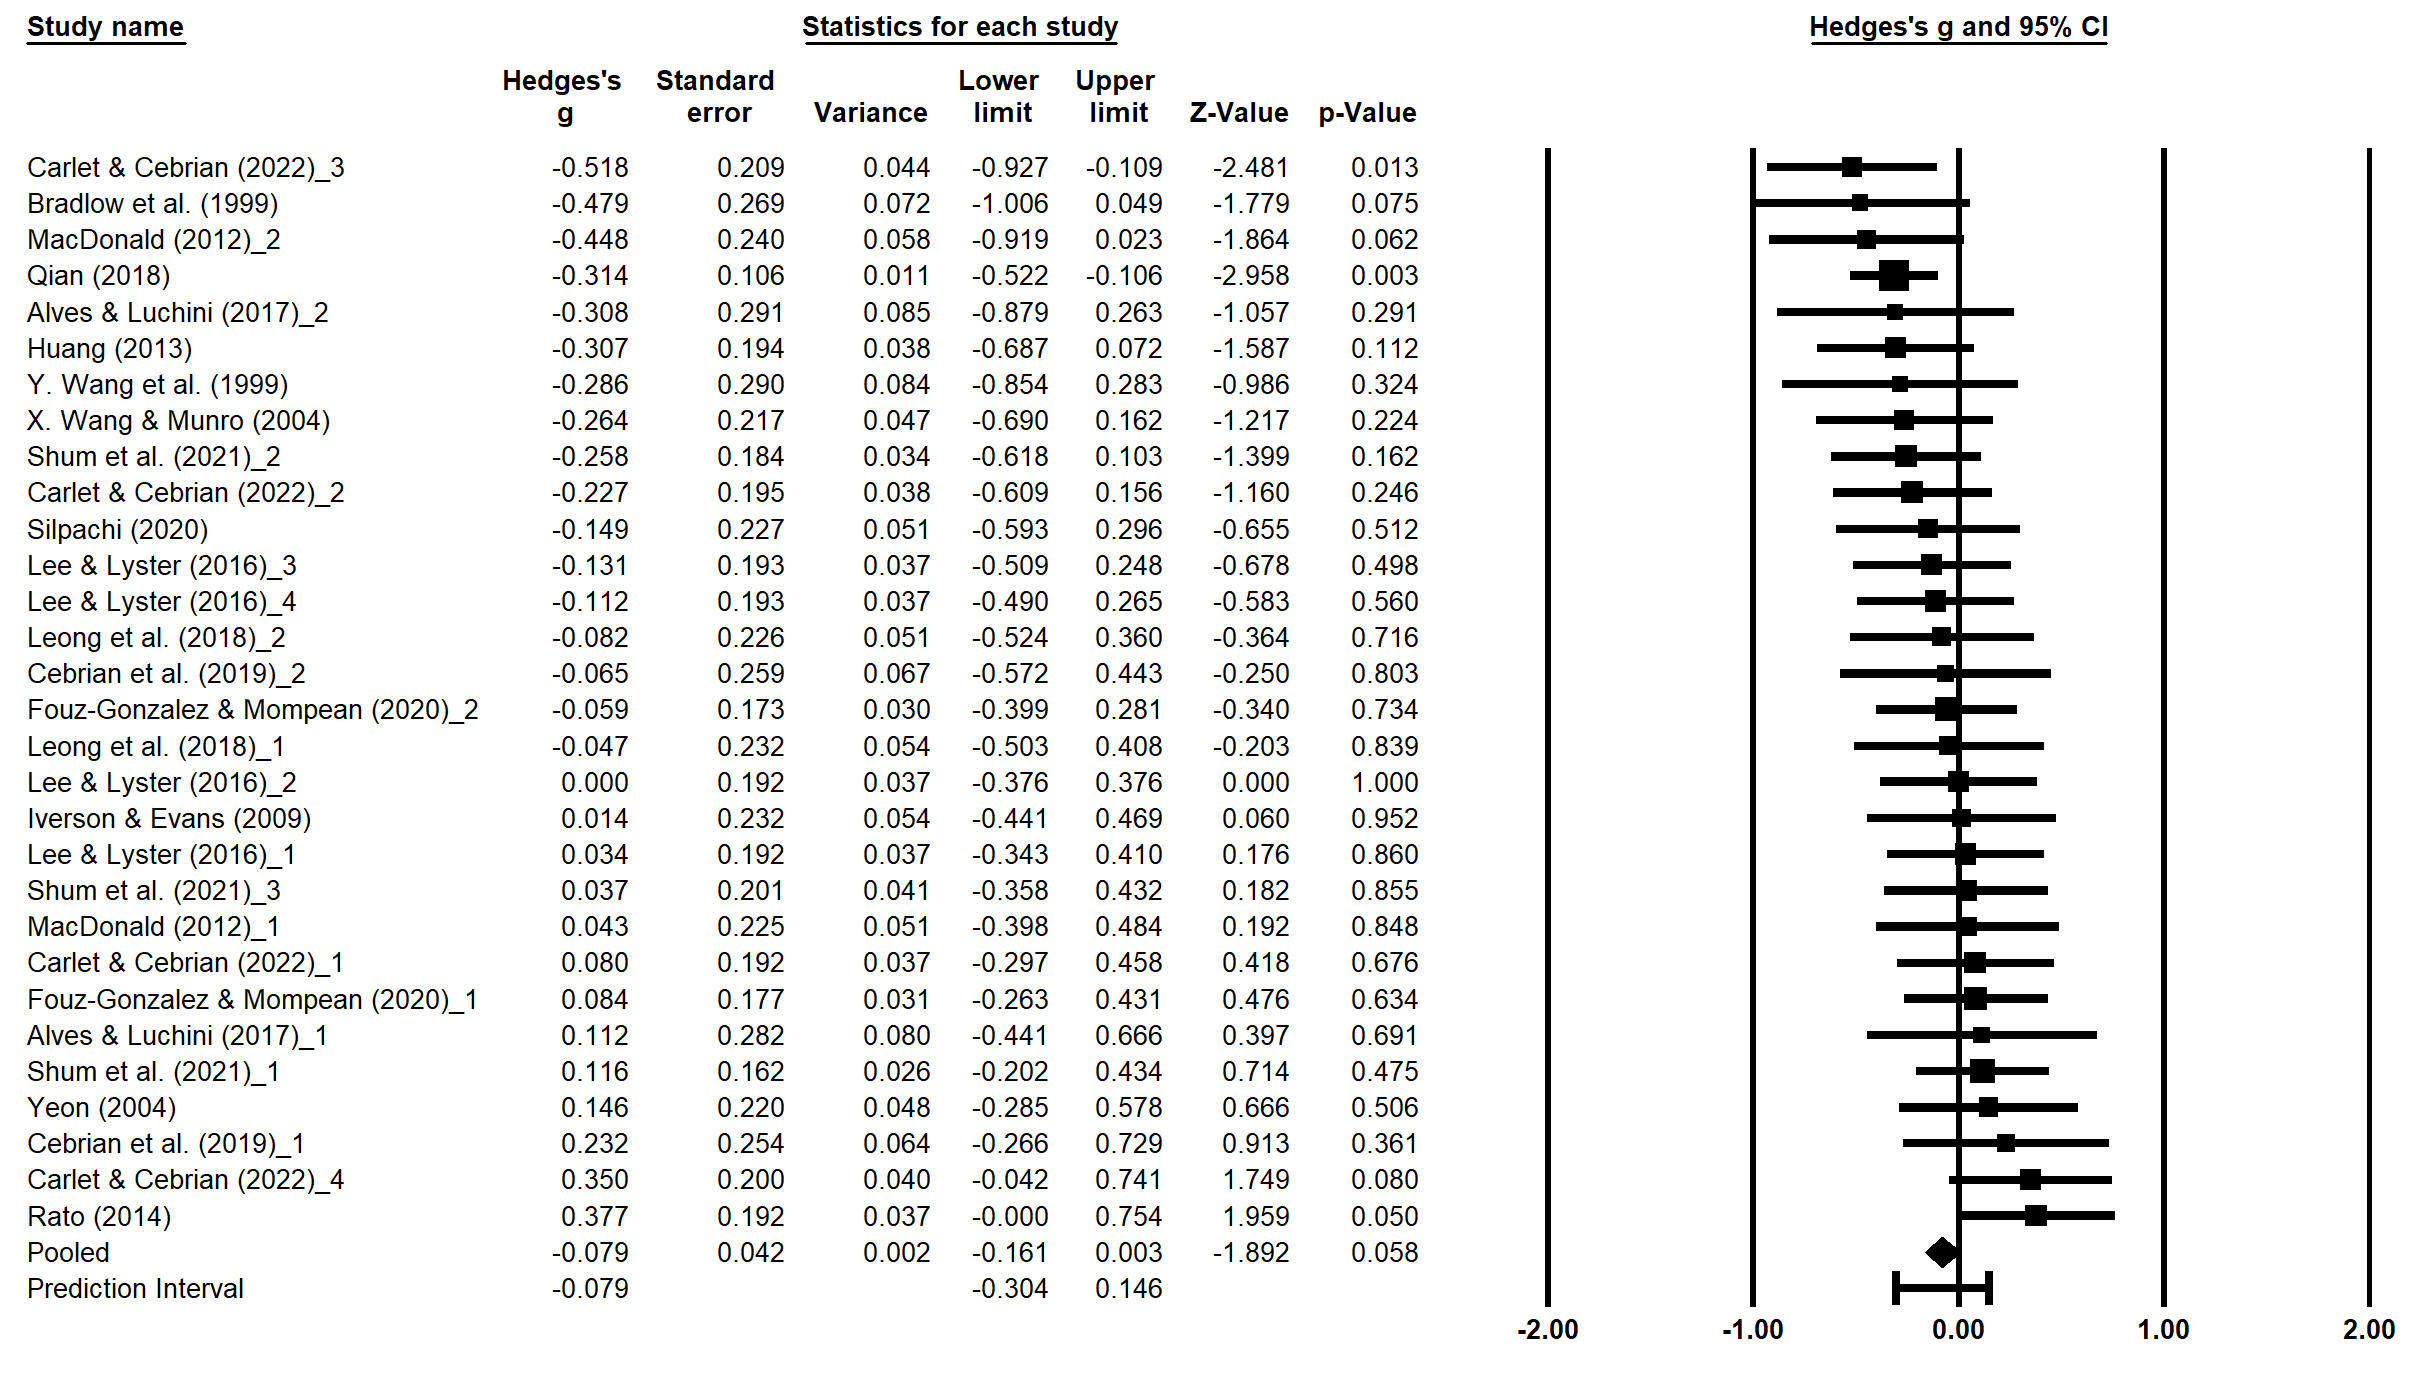 Study name Statistics for each study Hedges's g and 95% CI
Hedges's Standard Lower Upper
g error Variance limit limit Z-Value p-Value
Carlet & Cebrian (2022)_3 -0.518 0.209 0.044 -0.927 -0.109 -2.481 0.013
Bradlow et al. (1999) -0.479 0.269 0.072 -1.006 0.049 -1.779 0.075
MacDonald (2012)_2 -0.448 0.240 0.058 -0.919 0.023 -1.864 0.062
Qian (2018) -0.314 0.106 0.011 -0.522 -0.106 -2.958 0.003
Alves & Luchini (2017)_2 -0.308 0.291 0.085 -0.879 0.263 -1.057 0.291
Huang (2013) -0.307 0.194 0.038 -0.687 0.072 -1.587 0.112
Y. Wang et al. (1999) -0.286 0.290 0.084 -0.854 0.283 -0.986 0.324
X. Wang & Munro (2004) -0.264 0.217 0.047 -0.690 0.162 -1.217 0.224
Shum et al. (2021)_2 -0.258 0.184 0.034 -0.618 0.103 -1.399 0.162
Carlet & Cebrian (2022)_2 -0.227 0.195 0.038 -0.609 0.156 -1.160 0.246
Silpachi (2020) -0.149 0.227 0.051 -0.593 0.296 -0.655 0.512
Lee & Lyster (2016)_3 -0.131 0.193 0.037 -0.509 0.248 -0.678 0.498
Lee & Lyster (2016)_4 -0.112 0.193 0.037 -0.490 0.265 -0.583 0.560
Leong et al. (2018)_2 -0.082 0.226 0.051 -0.524 0.360 -0.364 0.716
Cebrian et al. (2019)_2 -0.065 0.259 0.067 -0.572 0.443 -0.250 0.803
Fouz-Gonzalez & Mompean (2020)_2 -0.059 0.173 0.030 -0.399 0.281 -0.340 0.734
Leong et al. (2018)_1 -0.047 0.232 0.054 -0.503 0.408 -0.203 0.839
Lee & Lyster (2016)_2 0.000 0.192 0.037 -0.376 0.376 0.000 1.000
Iverson & Evans (2009) 0.014 0.232 0.054 -0.441 0.469 0.060 0.952
Lee & Lyster (2016)_1 0.034 0.192 0.037 -0.343 0.410 0.176 0.860
Shum et al. (2021)_3 0.037 0.201 0.041 -0.358 0.432 0.182 0.855
MacDonald (2012)_1 0.043 0.225 0.051 -0.398 0.484 0.192 0.848
Carlet & Cebrian (2022)_1 0.080 0.192 0.037 -0.297 0.458 0.418 0.676
Fouz-Gonzalez & Mompean (2020)_1 0.084 0.177 0.031 -0.263 0.431 0.476 0.634
Alves & Luchini (2017)_1 0.112 0.282 0.080 -0.441 0.666 0.397 0.691
Shum et al. (2021)_1 0.116 0.162 0.026 -0.202 0.434 0.714 0.475
Yeon (2004) 0.146 0.220 0.048 -0.285 0.578 0.666 0.506
Cebrian et al. (2019)_1 0.232 0.254 0.064 -0.266 0.729 0.913 0.361
Carlet & Cebrian (2022)_4 0.350 0.200 0.040 -0.042 0.741 1.749 0.080
Rato (2014) 0.377 0.192 0.037 -0.000 0.754 1.959 0.050
Pooled -0.079 0.042 0.002 -0.161 0.003 -1.892 0.058
Prediction Interval -0.079 -0.304 0.146
-2.00 -1.00 0.00 1.00 2.00